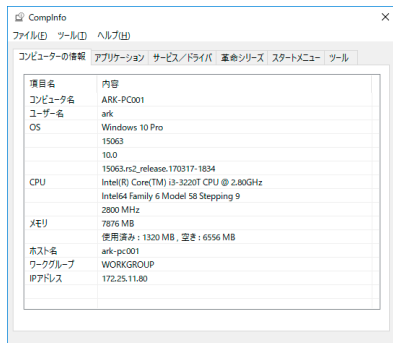 CompInfo
ファイル(F) ツール(T) ヘルプ(H)
コンピューターの情報 アプリケーション サービス／ドライバ 革命シリーズ スタートメニュー ツール
項目名 内容
コンピュータ名 ARK-PC001
ユーザー名 ark
OS Windows 10 Pro
15063
10.0
15063.rs2_release.170317-1834
CPU Intel(R) Core(TM) i3-3220T CPU @ 2.80GHz
Intel64 Family 6 Model 58 Stepping 9
2800 MHz
メモリ 7876 MB
使用済み : 1320 MB , 空き : 6556 MB
ホスト名 ark-pc001
ワークグループ WORKGROUP
IPアドレス 172.25.11.80